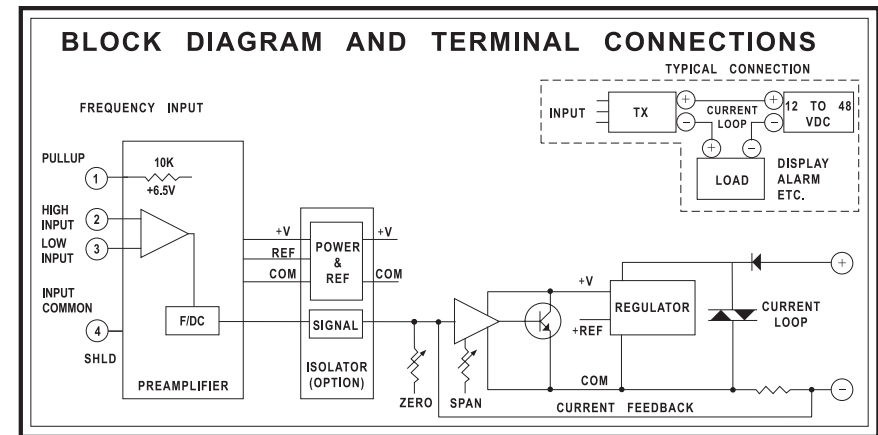 BLOCK DIAGRAM AND TERMINAL CONNECTIONS
TYPICAL CONNECTION
INPUT
TX
+
−
CURRENT
LOOP
+
−
12 TO 48
VDC
+
−
LOAD
DISPLAY
ALARM
ETC.
FREQUENCY INPUT
PULLUP
1
10K
+6.5V
HIGH
INPUT
2
LOW
INPUT
3
INPUT
COMMON
4
SHLD
F/DC
PREAMPLIFIER
+V
REF
COM
POWER
&
REF
+V
COM
SIGNAL
ISOLATOR
(OPTION)
ZERO
SPAN
+V
+REF
REGULATOR
COM
CURRENT
LOOP
+
−
CURRENT FEEDBACK